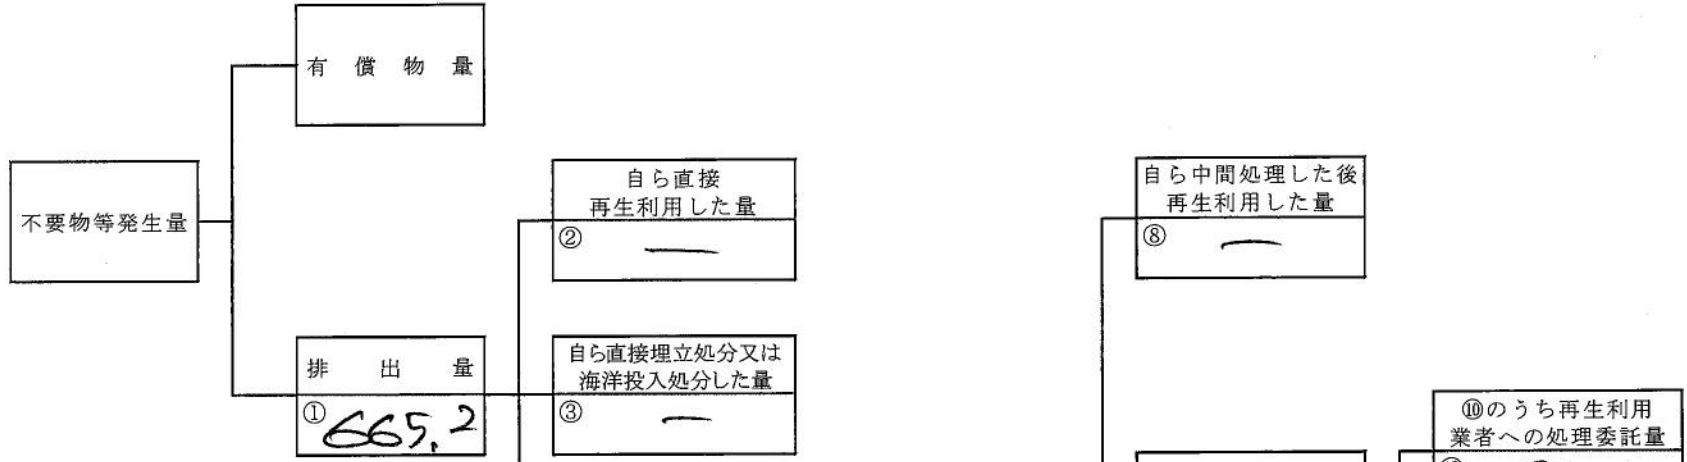 有償物量
不要物等発生量
自ら直接
再生利用した量
②
—
自ら中間処理した後
再生利用した量
⑧
—
排出量
①
665.2
自ら直接埋立処分又は
海洋投入処分した量
③
—
⑩のうち再生利用
業者への処理委託量